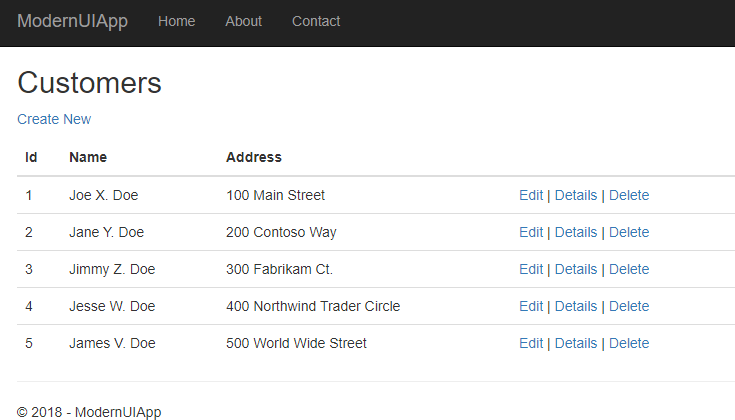 ModernUIApp Home About Contact
Customers
Create New
Id Name Address
1 Joe X. Doe 100 Main Street Edit | Details | Delete
2 Jane Y. Doe 200 Contoso Way Edit | Details | Delete
3 Jimmy Z. Doe 300 Fabrikam Ct. Edit | Details | Delete
4 Jesse W. Doe 400 Northwind Trader Circle Edit | Details | Delete
5 James V. Doe 500 World Wide Street Edit | Details | Delete
© 2018 - ModernUIApp